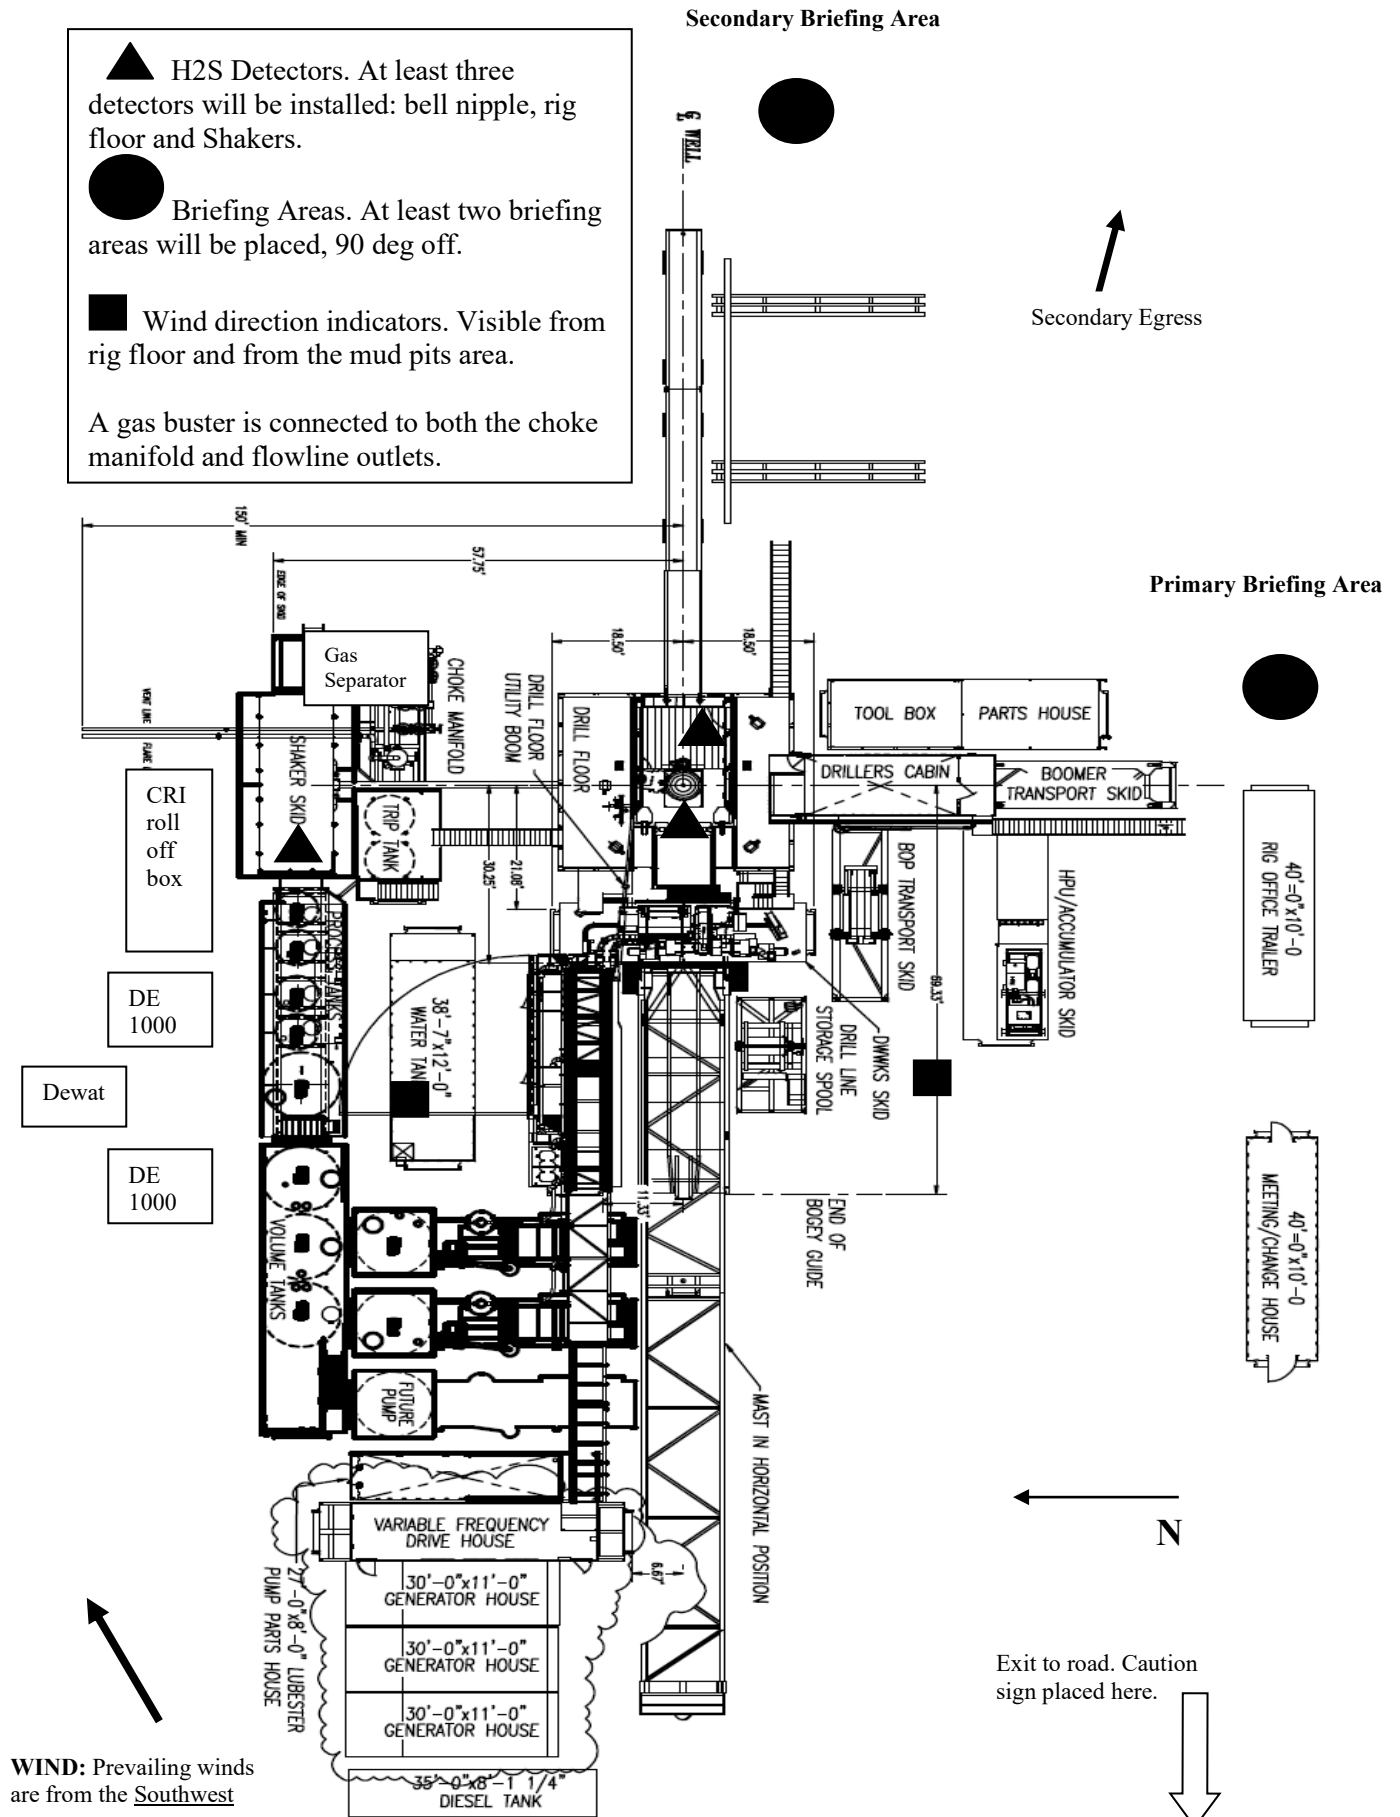 Secondary Briefing Area
H2S Detectors. At least three
detectors will be installed: bell nipple, rig
floor and Shakers.
Briefing Areas. At least two briefing
areas will be placed, 90 deg off.
Wind direction indicators. Visible from
rig floor and from the mud pits area.
A gas buster is connected to both the choke
manifold and flowline outlets.
℄ WELL
Secondary Egress
150' MIN
57.75'
EDGE OF SKID
Primary Briefing Area
18.50'
18.50'
Gas
Separator
CHOKE MANIFOLD
DRILL FLOOR
UTILITY BOOM
DRILL FLOOR
TOOL BOX
PARTS HOUSE
VENT LINE
FLARE
SHAKER SKID
DRILLERS CABIN
BOOMER
TRANSPORT SKID
CRI
roll
off
box
TRIP TANK
30.25'
21.08'
BOP TRANSPORT SKID
HPU/ACCUMULATOR SKID
40'=0"x10'-0
RIG OFFICE TRAILER
PROCESS TANKS
DE
1000
38'-7"x12'-0"
WATER TANK
69.33'
DWWKS SKID
DRILL LINE
STORAGE SPOOL
Dewat
DE
1000
VOLUME TANKS
11.33'
END OF
BOGEY GUIDE
40'=0"x10'-0
MEETING/CHANGE HOUSE
FUTURE
PUMP
MAST IN HORIZONTAL POSITION
N
VARIABLE FREQUENCY
DRIVE HOUSE
6.67'
27'-0"x8'-0" LUBESTER
PUMP PARTS HOUSE
30'-0"x11'-0"
GENERATOR HOUSE
30'-0"x11'-0"
GENERATOR HOUSE
30'-0"x11'-0"
GENERATOR HOUSE
Exit to road. Caution
sign placed here.
WIND: Prevailing winds
are from the Southwest
35'-0"x8'-1 1/4"
DIESEL TANK